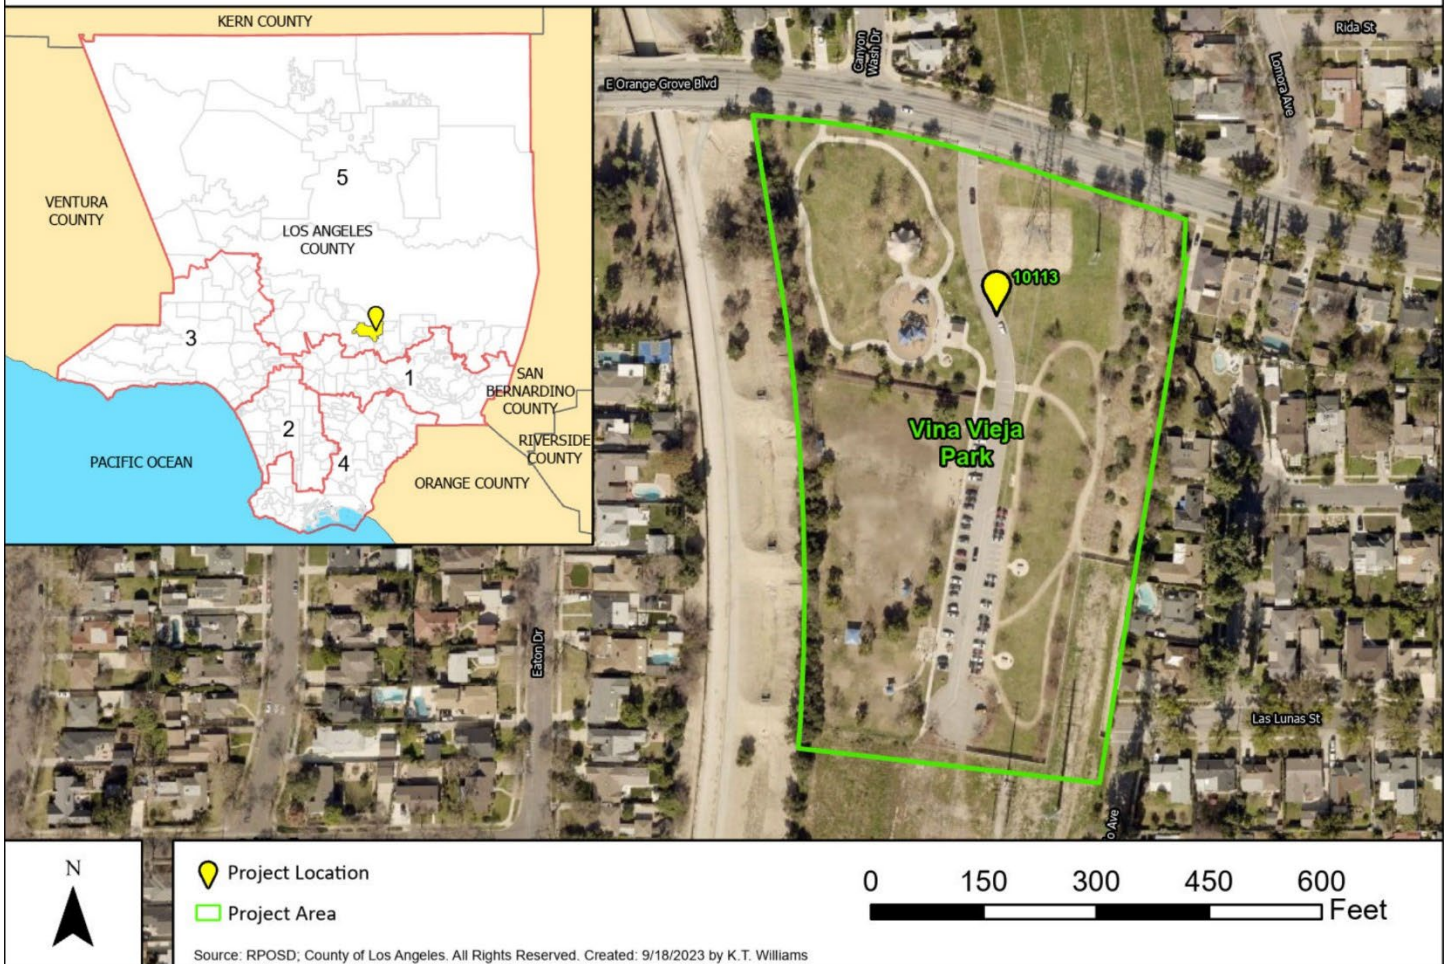 KERN COUNTY
VENTURA
COUNTY
5
LOS ANGELES
COUNTY
3
1
SAN
BERNARDINO
COUNTY
2
RIVERSIDE
COUNTY
4
PACIFIC OCEAN
ORANGE COUNTY
Canyon
Wash Dr
Rida St
E Orange Grove Blvd
Lomora Ave
10113
Vina Vieja
Park
Eaton Dr
Las Lunas St
o Ave
N
Project Location
Project Area
0 150 300 450 600
Feet
Source: RPOSD; County of Los Angeles. All Rights Reserved. Created: 9/18/2023 by K.T. Williams